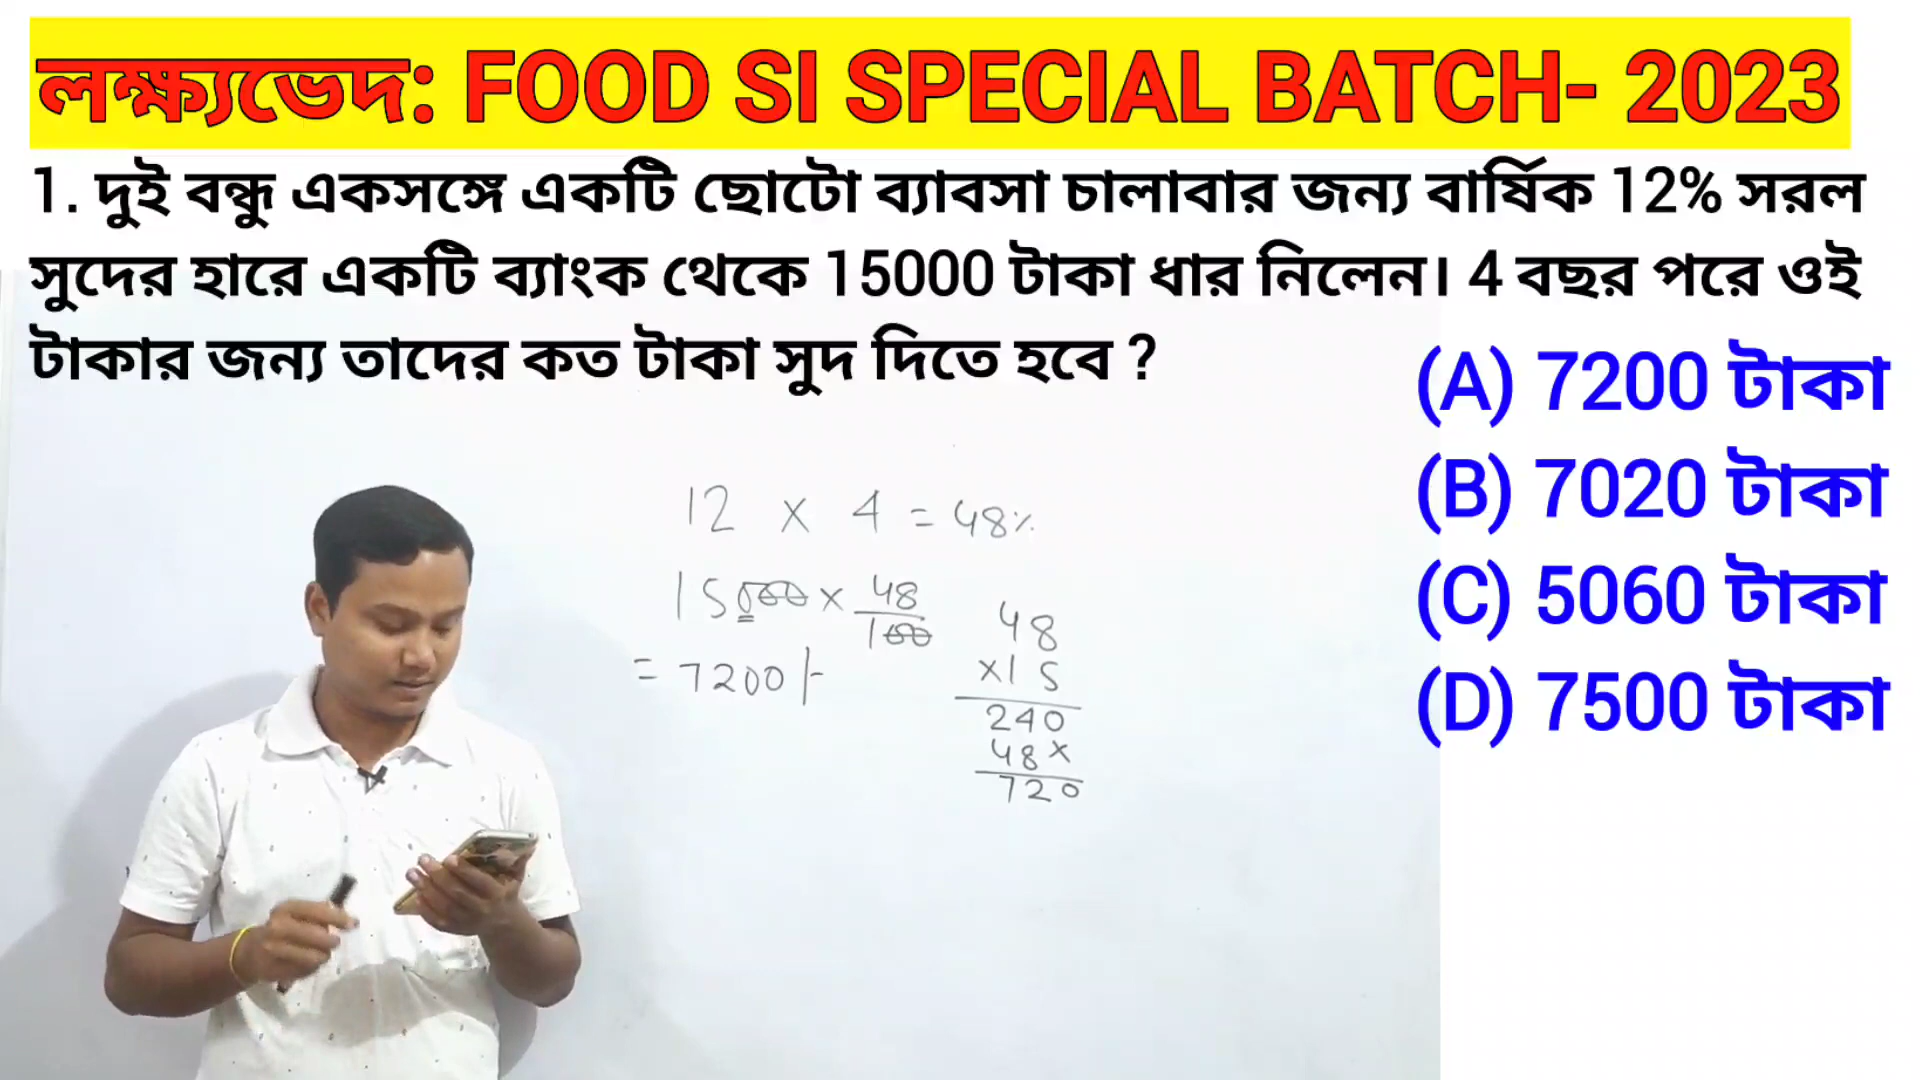 লক্ষ্যভেদ: FOOD SI SPECIAL BATCH- 2023
1. দুই বন্ধু একসঙ্গে একটি ছোটো ব্যাবসা চালাবার জন্য বার্ষিক 12% সরল
সুদের হারে একটি ব্যাংক থেকে 15000 টাকা ধার নিলেন। 4 বছর পরে ওই
টাকার জন্য তাদের কত টাকা সুদ দিতে হবে ?
(A) 7200 টাকা
(B) 7020 টাকা
(C) 5060 টাকা
(D) 7500 টাকা
12 × 4 = 48%
15000 × 48
100
= 7200/-
48
×15
240
48×
720